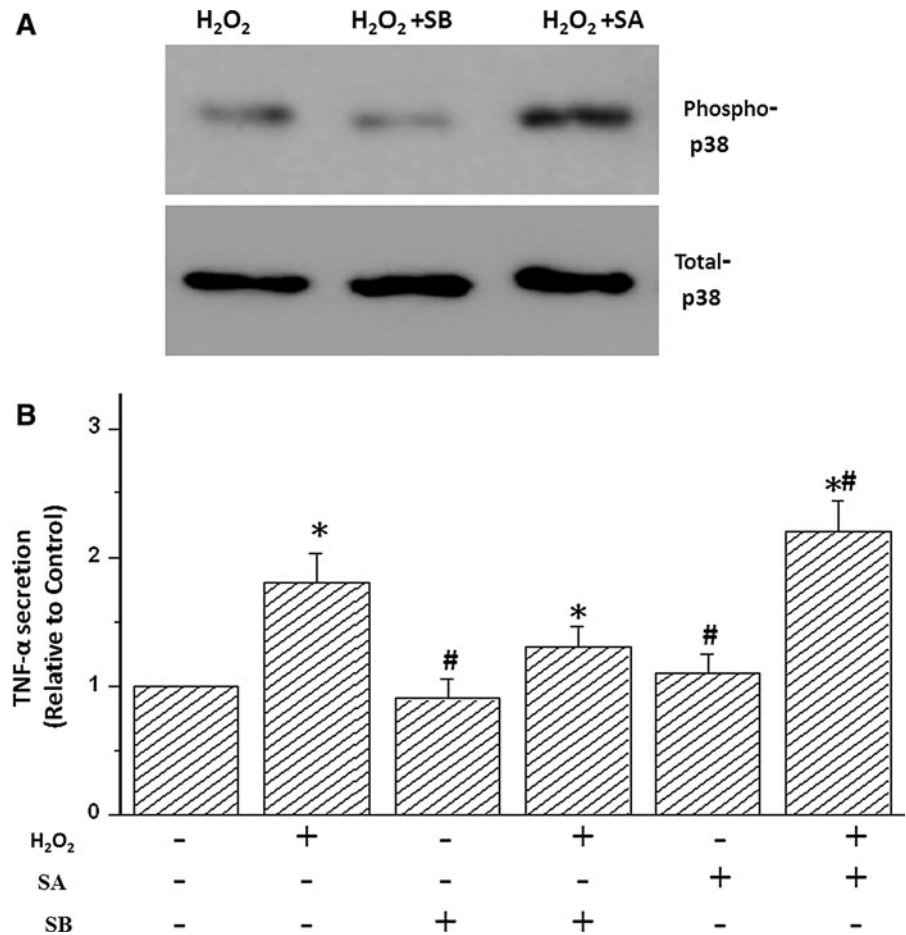 A H₂O₂ H₂O₂ +SB H₂O₂ +SA
Phospho-
p38
Total-
p38
B
TNF-α secretion
(Relative to Control)
3
2
1
0
*
#
*
#
*#
H₂O₂ - + - + - +
SA - - - - + +
SB - - + + - -